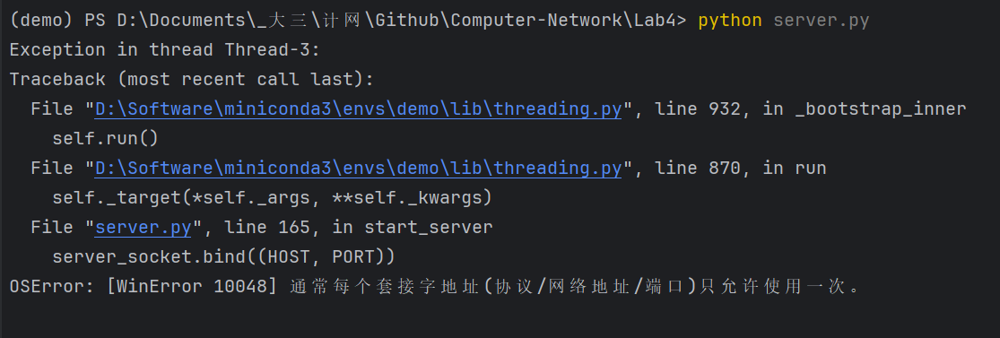 (demo) PS D:\Documents\_大三\计网\Github\Computer-Network\Lab4> python server.py
Exception in thread Thread-3:
Traceback (most recent call last):
  File "D:\Software\miniconda3\envs\demo\lib\threading.py", line 932, in _bootstrap_inner
    self.run()
  File "D:\Software\miniconda3\envs\demo\lib\threading.py", line 870, in run
    self._target(*self._args, **self._kwargs)
  File "server.py", line 165, in start_server
    server_socket.bind((HOST, PORT))
OSError: [WinError 10048] 通常每个套接字地址(协议/网络地址/端口)只允许使用一次。